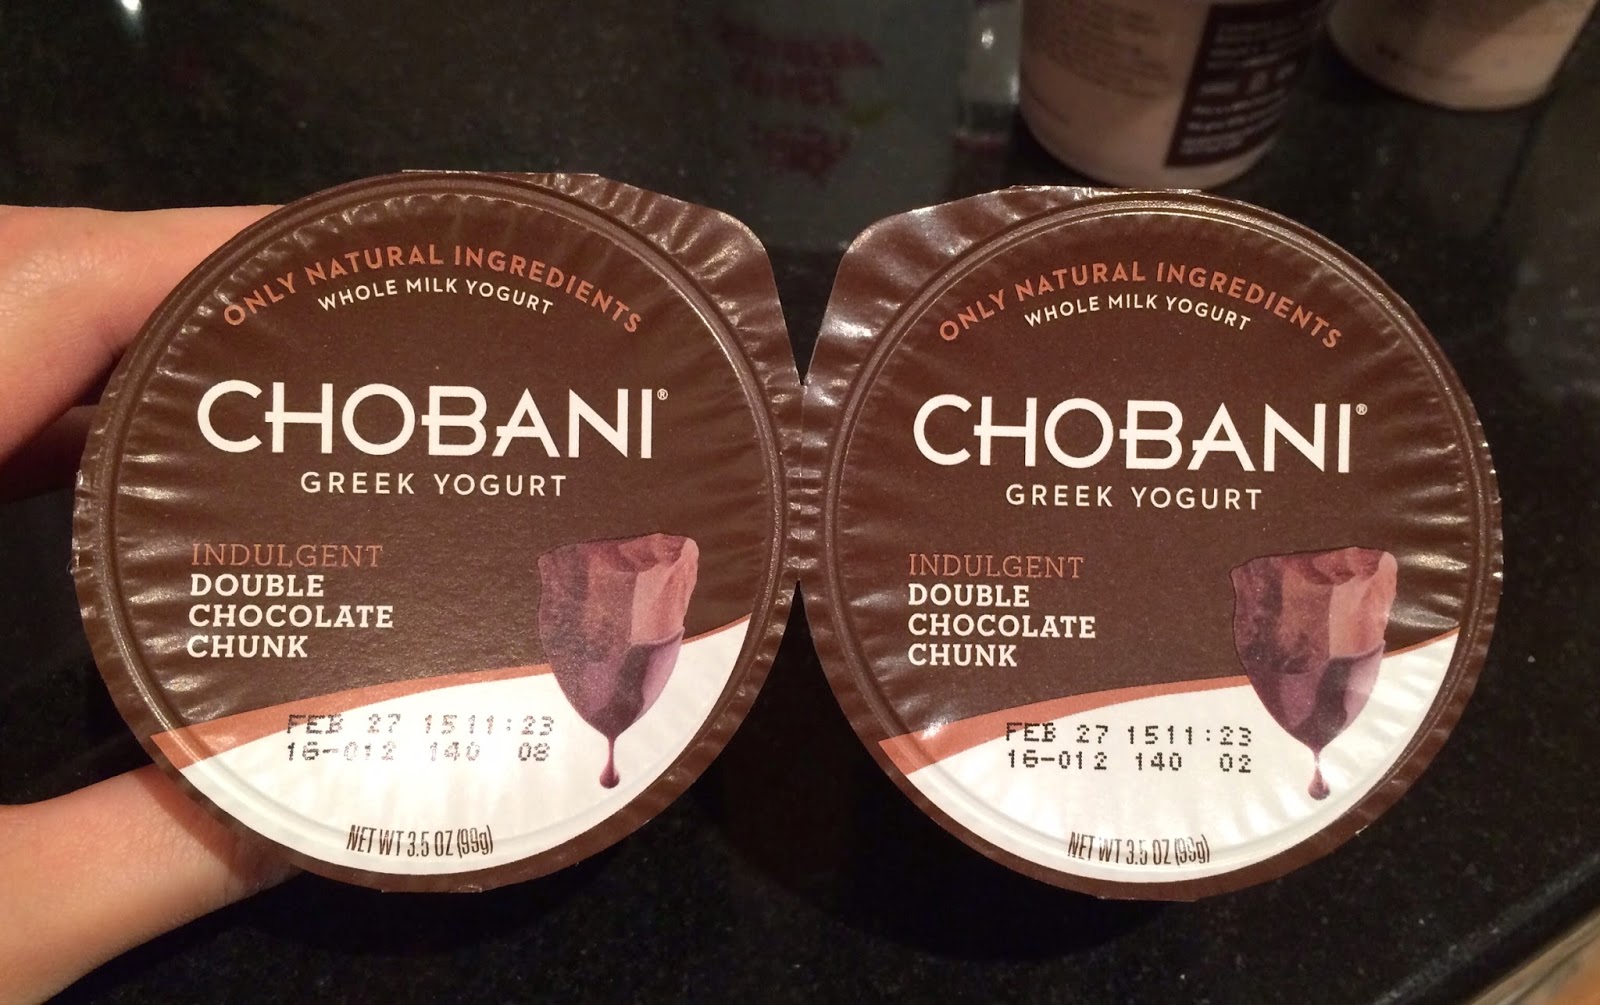 ONLY NATURAL INGREDIENTS
WHOLE MILK YOGURT
CHOBANI®
GREEK YOGURT
INDULGENT
DOUBLE
CHOCOLATE
CHUNK
FEB 27 1511:23
16-012 140 08
NET WT 3.5 OZ (99g)
ONLY NATURAL INGREDIENTS
WHOLE MILK YOGURT
CHOBANI®
GREEK YOGURT
INDULGENT
DOUBLE
CHOCOLATE
CHUNK
FEB 27 1511:23
16-012 140 02
NET WT 3.5 OZ (99g)